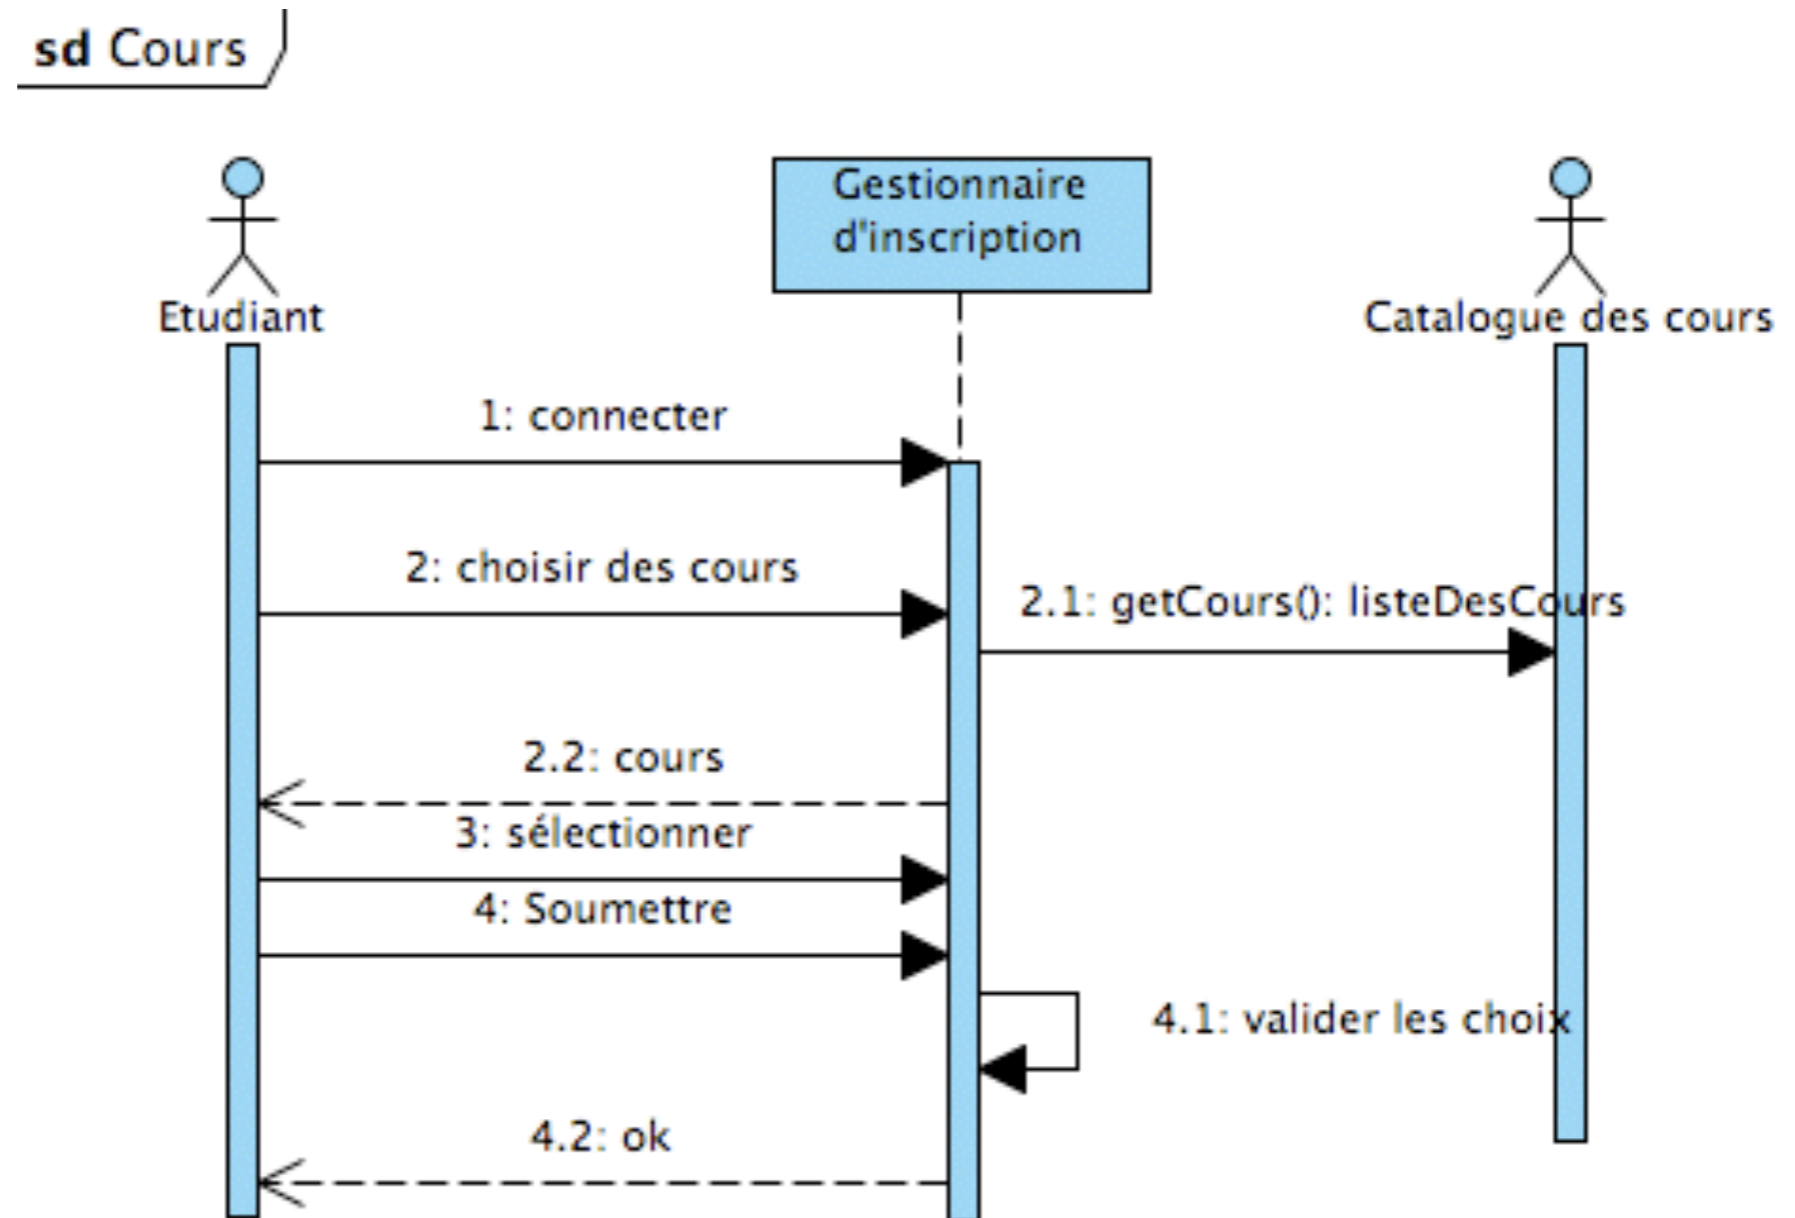 sd Cours
Gestionnaire
d'inscription
Etudiant
Catalogue des cours
1: connecter
2: choisir des cours
2.1: getCours(): listeDesCours
2.2: cours
3: sélectionner
4: Soumettre
4.1: valider les choix
4.2: ok